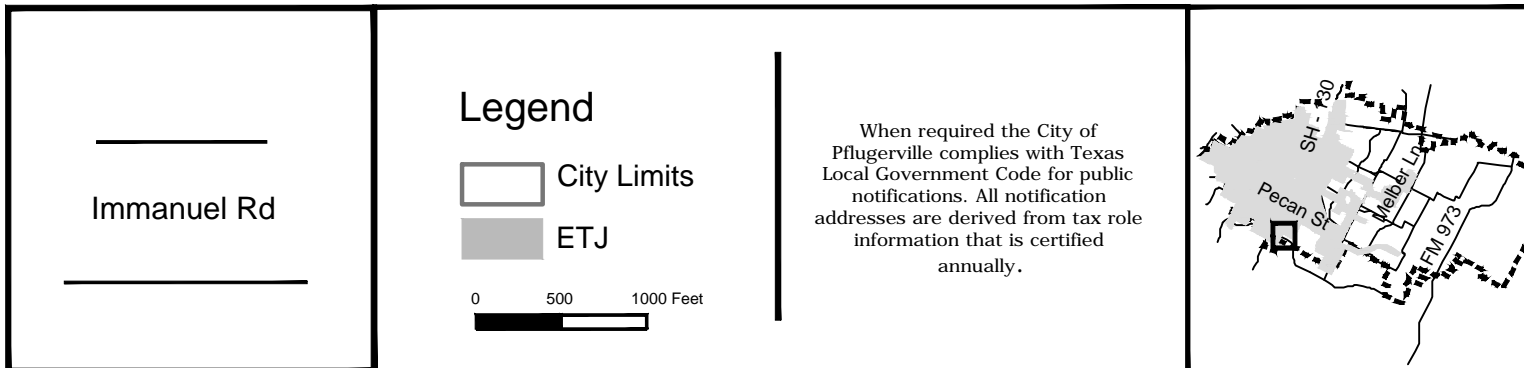 Immanuel Rd
Legend
City Limits
ETJ
0 500 1000 Feet
When required the City of
Pflugerville complies with Texas
Local Government Code for public
notifications. All notification
addresses are derived from tax role
information that is certified
annually.
SH - 130
Pecan St
Melber Ln
FM 973